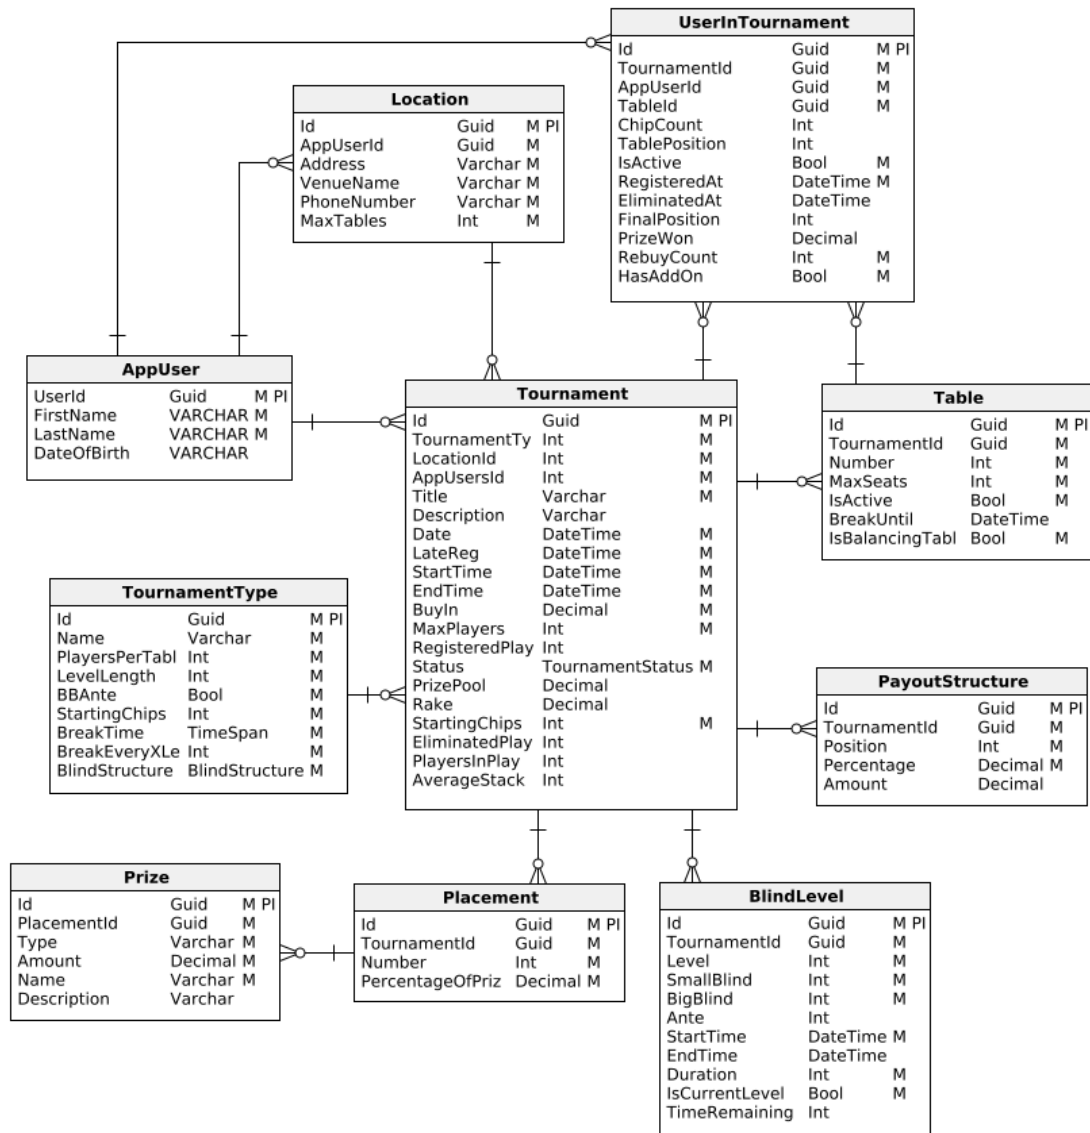 UserInTournament
Id Guid M PI
TournamentId Guid M
AppUserId Guid M
TableId Guid M
ChipCount Int
TablePosition Int
IsActive Bool M
RegisteredAt DateTime M
EliminatedAt DateTime
FinalPosition Int
PrizeWon Decimal
RebuyCount Int M
HasAddOn Bool M
Location
Id Guid M PI
AppUserId Guid M
Address Varchar M
VenueName Varchar M
PhoneNumber Varchar M
MaxTables Int M
AppUser
UserId Guid M PI
FirstName VARCHAR M
LastName VARCHAR M
DateOfBirth VARCHAR
Tournament
Id Guid M PI
TournamentTy Int M
LocationId Int M
AppUsersId Int M
Title Varchar M
Description Varchar
Date DateTime M
LateReg DateTime M
StartTime DateTime M
EndTime DateTime M
BuyIn Decimal M
MaxPlayers Int M
RegisteredPlay Int
Status TournamentStatus M
PrizePool Decimal
Rake Decimal
StartingChips Int M
EliminatedPlay Int
PlayersInPlay Int
AverageStack Int
Table
Id Guid M PI
TournamentId Guid M
Number Int M
MaxSeats Int M
IsActive Bool M
BreakUntil DateTime
IsBalancingTabl Bool M
TournamentType
Id Guid M PI
Name Varchar M
PlayersPerTabl Int M
LevelLength Int M
BBAnte Bool M
StartingChips Int M
BreakTime TimeSpan M
BreakEveryXLe Int M
BlindStructure BlindStructure M
PayoutStructure
Id Guid M PI
TournamentId Guid M
Position Int M
Percentage Decimal M
Amount Decimal
Prize
Id Guid M PI
PlacementId Guid M
Type Varchar M
Amount Decimal M
Name Varchar M
Description Varchar
Placement
Id Guid M PI
TournamentId Guid M
Number Int M
PercentageOfPriz Decimal M
BlindLevel
Id Guid M PI
TournamentId Guid M
Level Int M
SmallBlind Int M
BigBlind Int M
Ante Int
StartTime DateTime M
EndTime DateTime
Duration Int M
IsCurrentLevel Bool M
TimeRemaining Int